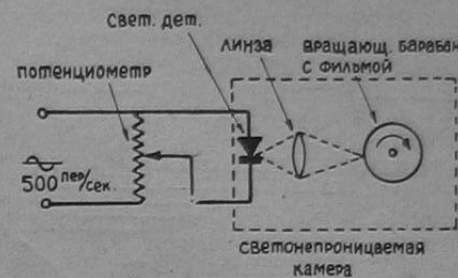 СВЕТ. ДЕТ.
ЛИНЗА
ВРАЩАЮЩ. БАРАБАН
С ФИЛЬМОЙ
ПОТЕНЦИОМЕТР
500 пер/сек.
СВЕТОНЕПРОНИЦАЕМАЯ
КАМЕРА